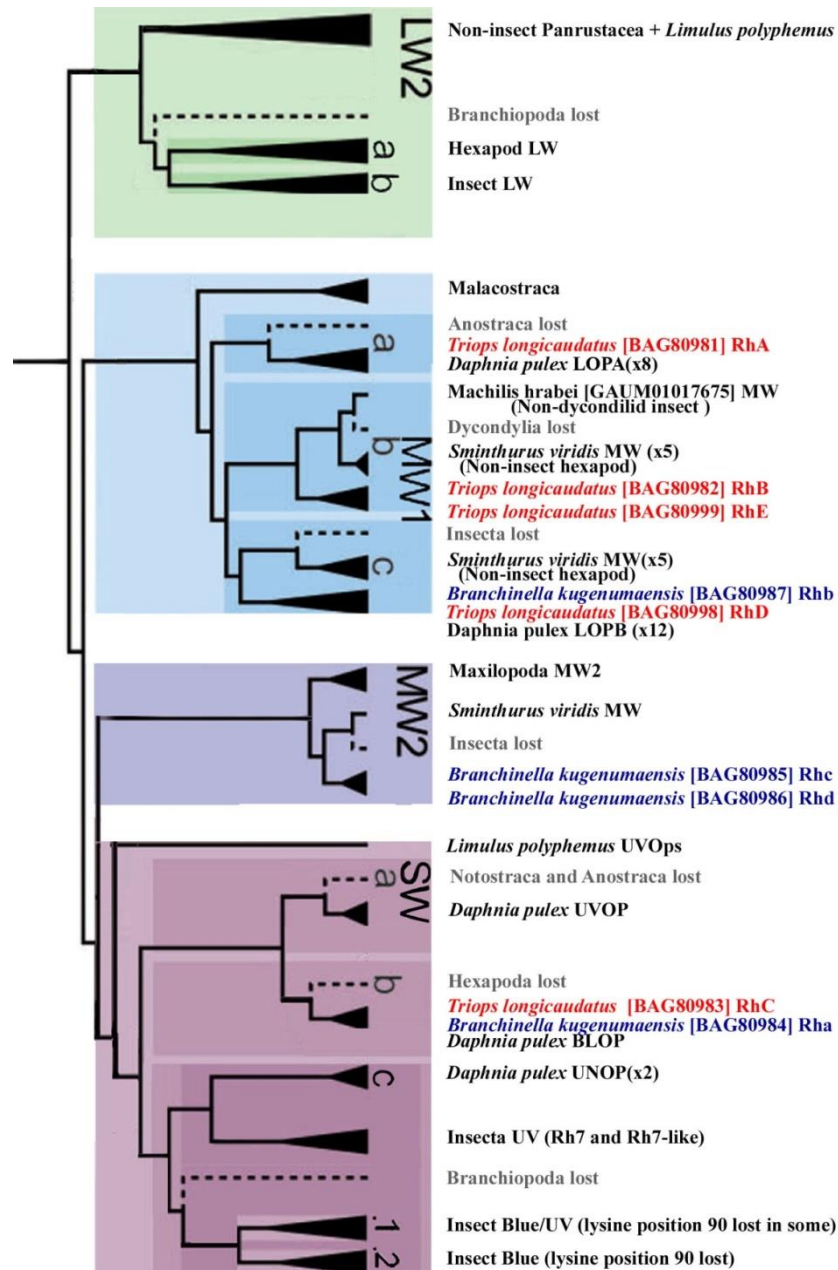 LW2
Non-insect Panrustacea + Limulus polyphemus
Branchiopoda lost
a
Hexapod LW
b
Insect LW
MW1
Malacostraca
a
Anostraca lost
Triops longicaudatus [BAG80981] RhA
Daphnia pulex LOPA(x8)
b
Machilis hrabei [GAUM01017675] MW
(Non-dycondilid insect )
Dycondylia lost
Sminthurus viridis MW (x5)
(Non-insect hexapod)
Triops longicaudatus [BAG80982] RhB
Triops longicaudatus [BAG80999] RhE
c
Insecta lost
Sminthurus viridis MW(x5)
(Non-insect hexapod)
Branchinella kugenumaensis [BAG80987] Rhb
Triops longicaudatus [BAG80998] RhD
Daphnia pulex LOPB (x12)
MW2
Maxilopoda MW2
Sminthurus viridis MW
Insecta lost
Branchinella kugenumaensis [BAG80985] Rhc
Branchinella kugenumaensis [BAG80986] Rhd
SW
Limulus polyphemus UVOps
a
Notostraca and Anostraca lost
Daphnia pulex UVOP
b
Hexapoda lost
Triops longicaudatus [BAG80983] RhC
Branchinella kugenumaensis [BAG80984] Rha
Daphnia pulex BLOP
c
Daphnia pulex UNOP(x2)
Insecta UV (Rh7 and Rh7-like)
Branchiopoda lost
.1
Insect Blue/UV (lysine position 90 lost in some)
.2
Insect Blue (lysine position 90 lost)